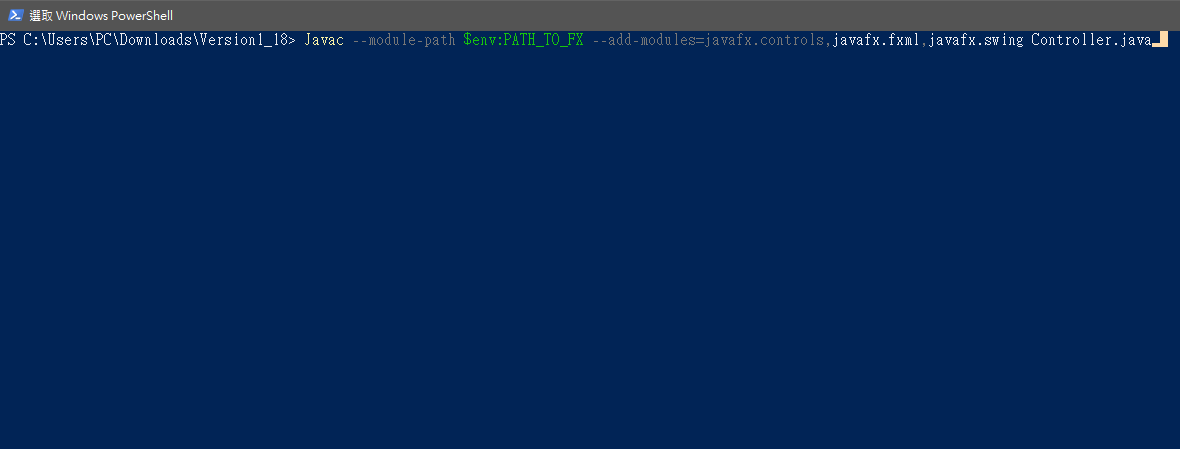 選取 Windows PowerShell
PS C:\Users\PC\Downloads\Version1_18> Javac --module-path $env:PATH_TO_FX --add-modules=javafx.controls,javafx.fxml,javafx.swing Controller.java